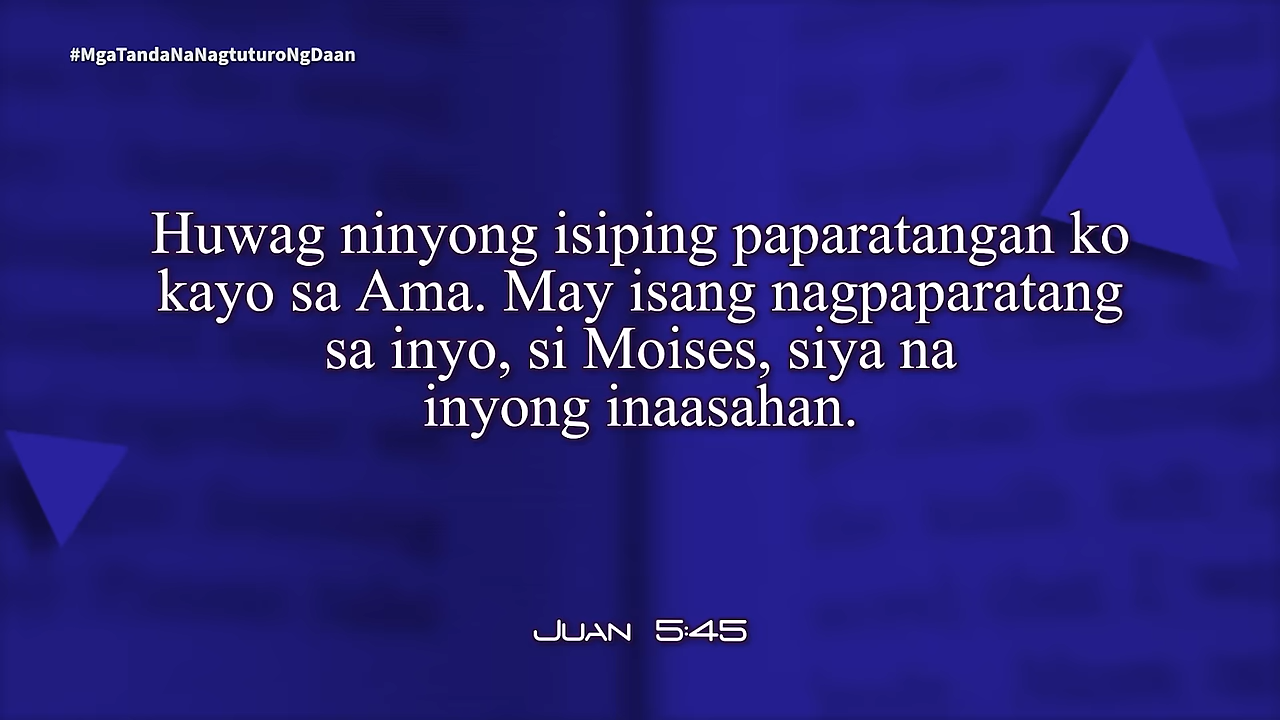 #MgaTandaNaNagtuturoNgDaan
Huwag ninyong isiping paparatangan ko
kayo sa Ama. May isang nagpaparatang
sa inyo, si Moises, siya na
inyong inaasahan.
Juan 5:45